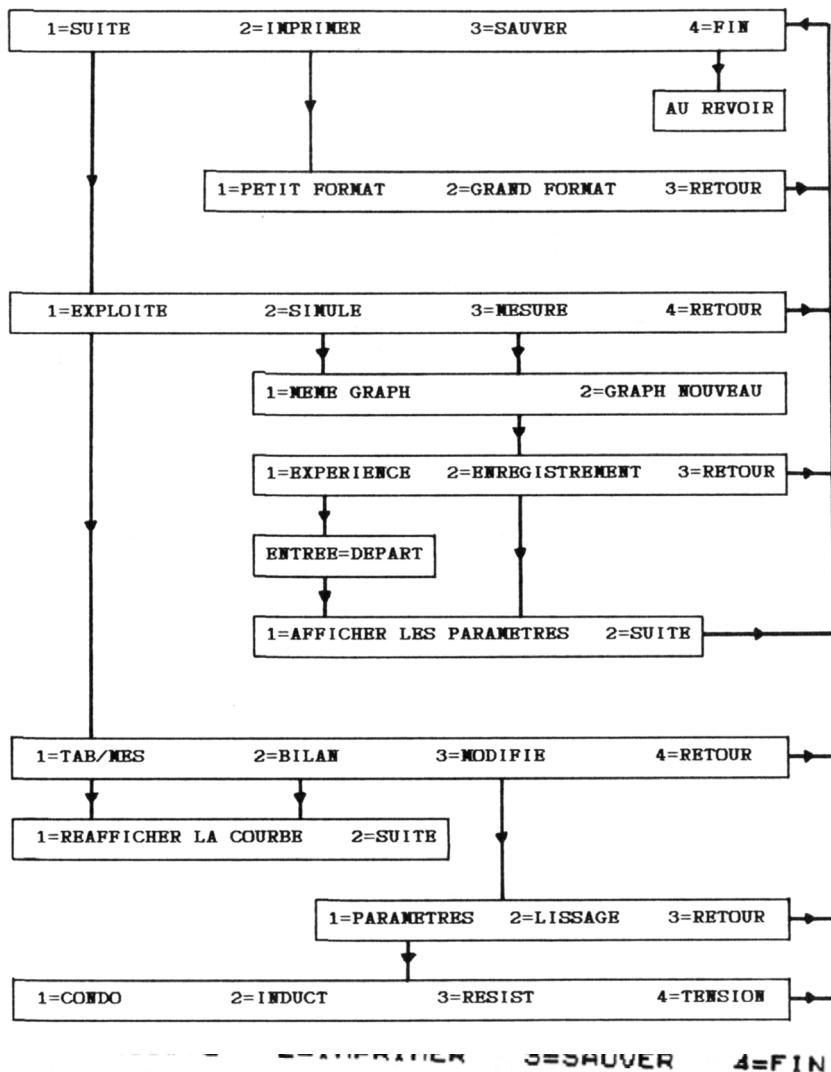 1=SUITE 2=IMPRIMER 3=SAUVER 4=FIN
AU REVOIR
1=PETIT FORMAT 2=GRAND FORMAT 3=RETOUR
1=EXPLOITE 2=SIMULE 3=MESURE 4=RETOUR
1=MEME GRAPH 2=GRAPH NOUVEAU
1=EXPERIENCE 2=ENREGISTREMENT 3=RETOUR
ENTREE=DEPART
1=AFFICHER LES PARAMETRES 2=SUITE
1=TAB/MES 2=BILAN 3=MODIFIE 4=RETOUR
1=REAFFICHER LA COURBE 2=SUITE
1=PARAMETRES 2=LISSAGE 3=RETOUR
1=CONDO 2=INDUCT 3=RESIST 4=TENSION
2=IMPRIMER 3=SAUVER 4=FIN